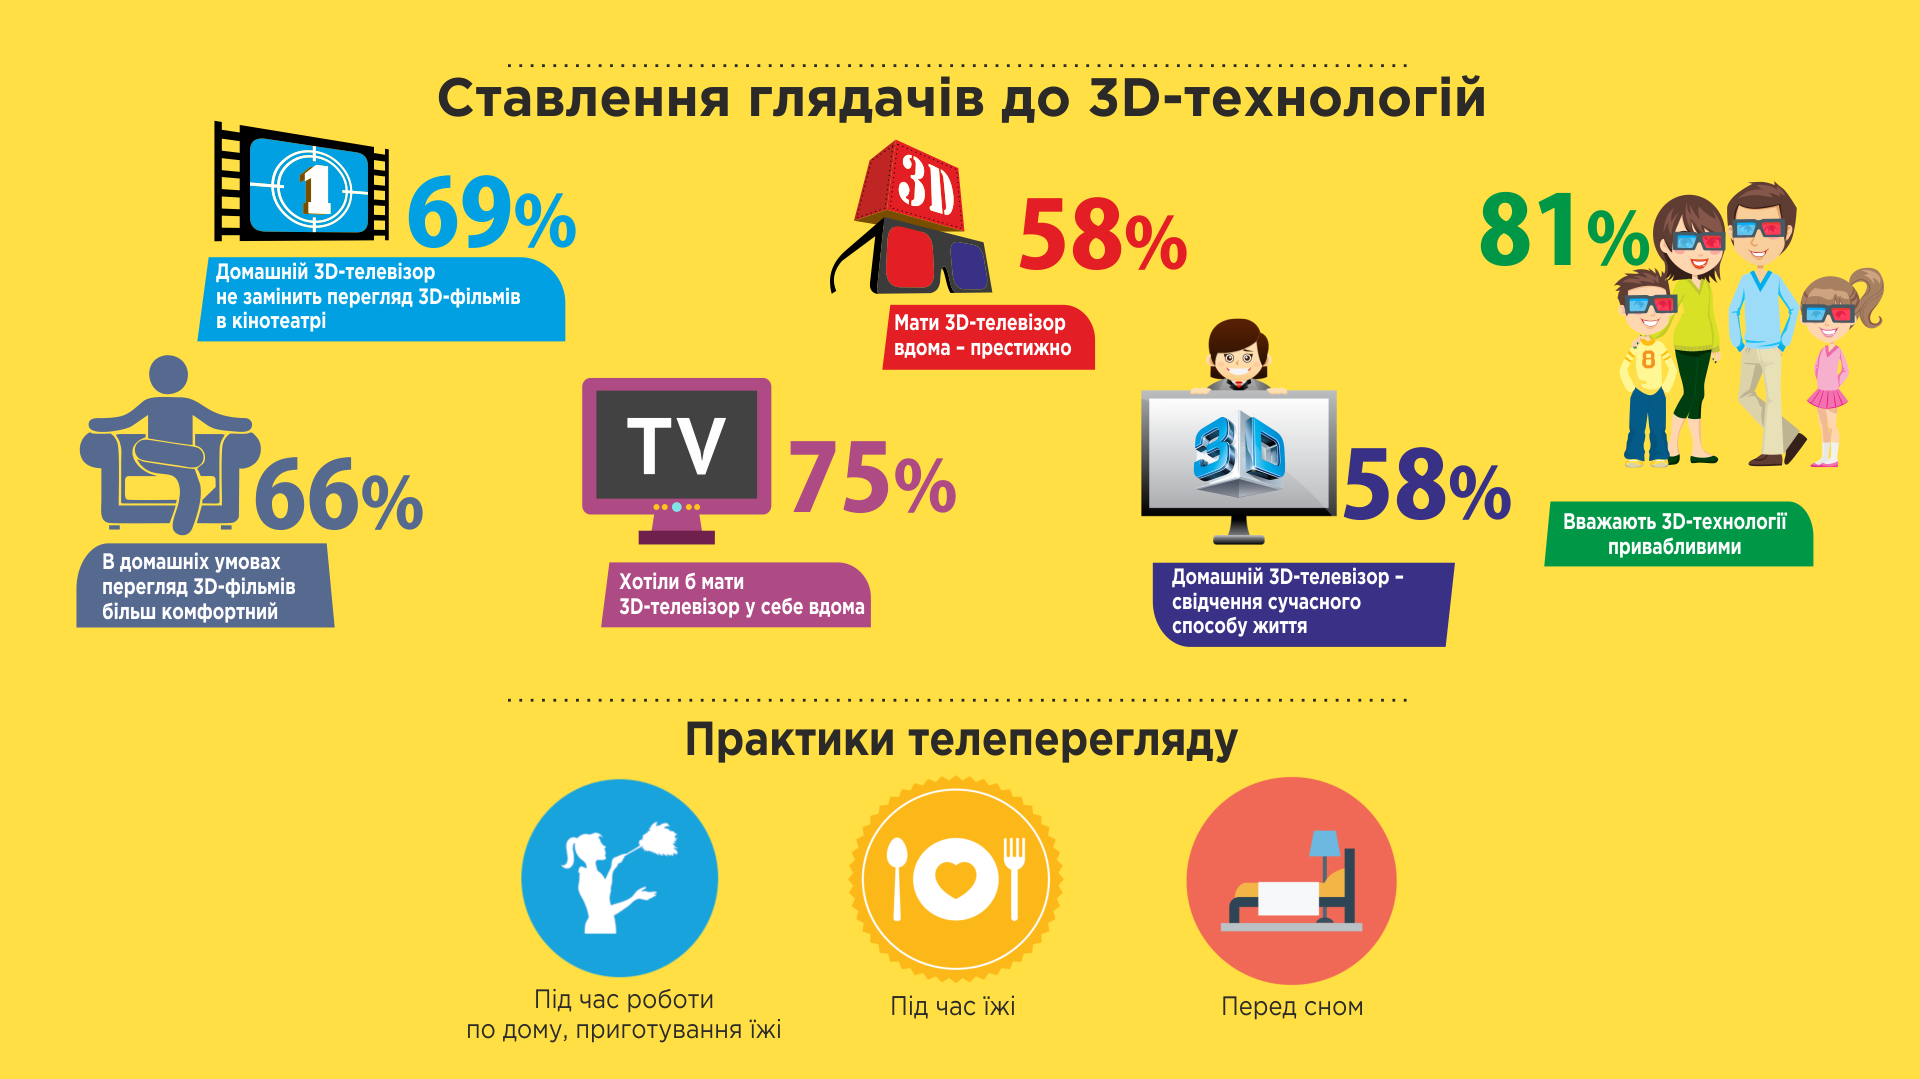 Ставлення глядачів до 3D-технологій
1
69%
Домашній 3D-телевізор
не замінить перегляд 3D-фільмів
в кінотеатрі
3D
58%
Мати 3D-телевізор
вдома – престижно
81%
8
Вважають 3D-технології
привабливими
66%
В домашніх умовах
перегляд 3D-фільмів
більш комфортний
TV
75%
Хотіли б мати
3D-телевізор у себе вдома
3D
58%
Домашній 3D-телевізор –
свідчення сучасного
способу життя
Практики телеперегляду
Під час роботи
по дому, приготування їжі
Під час їжі
Перед сном